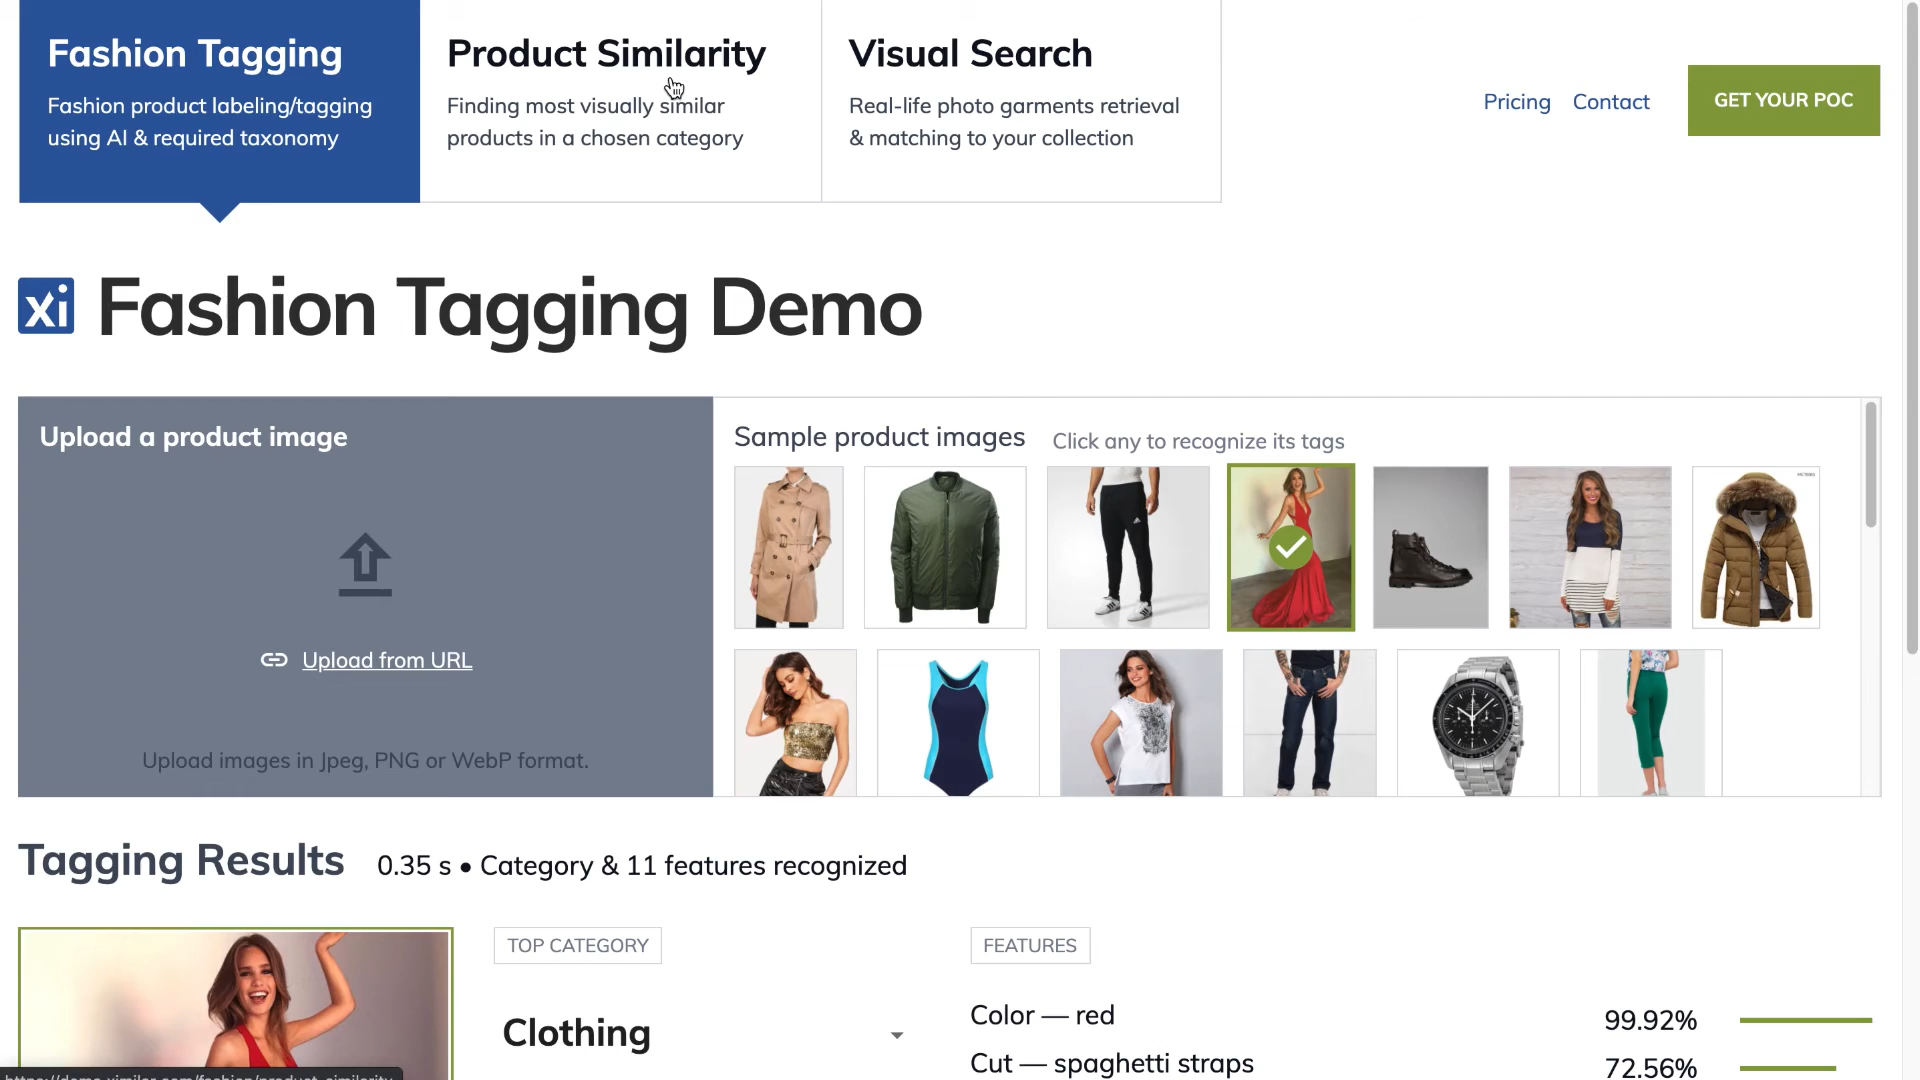 Fashion Tagging
Fashion product labeling/tagging
using AI & required taxonomy
Product Similarity
Finding most visually similar
products in a chosen category
Visual Search
Real-life photo garments retrieval
& matching to your collection
Pricing
Contact
GET YOUR POC
xi Fashion Tagging Demo
Upload a product image
Upload from URL
Upload images in Jpeg, PNG or WebP format.
Sample product images
Click any to recognize its tags
Tagging Results
0.35 s • Category & 11 features recognized
TOP CATEGORY
Clothing
FEATURES
Color — red
99.92%
Cut — spaghetti straps
72.56%